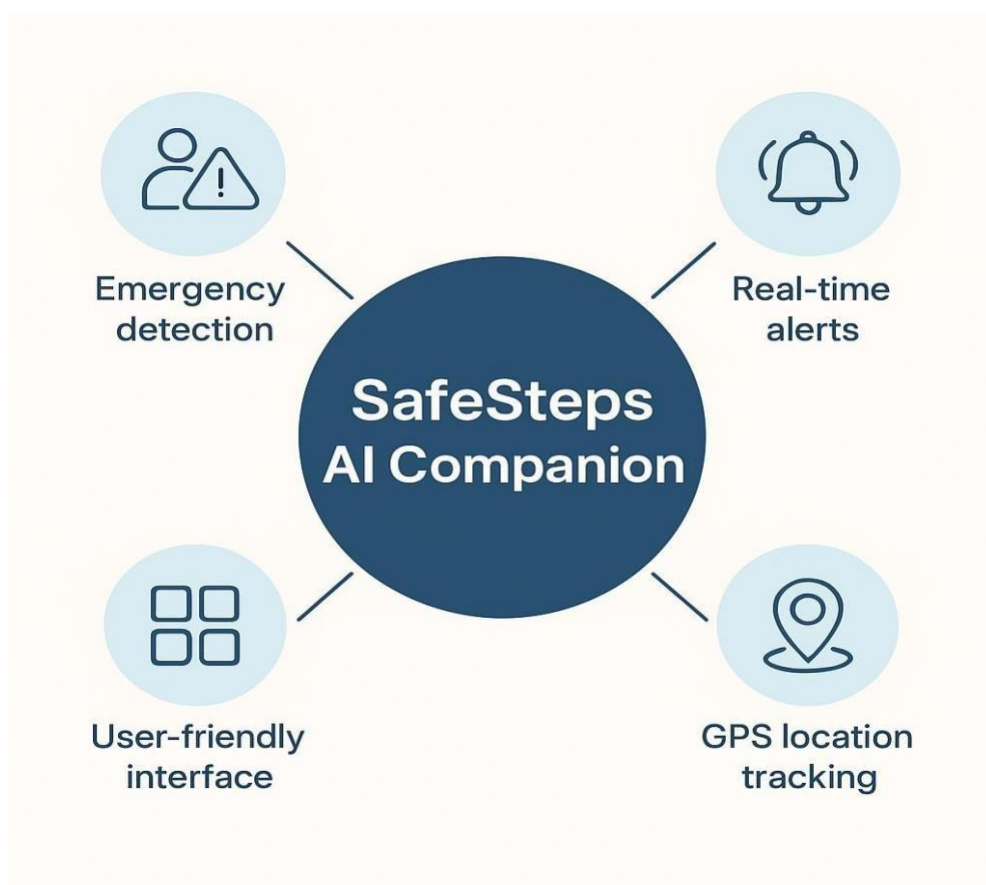 Emergency
detection
Real-time
alerts
SafeSteps
AI Companion
User-friendly
interface
GPS location
tracking